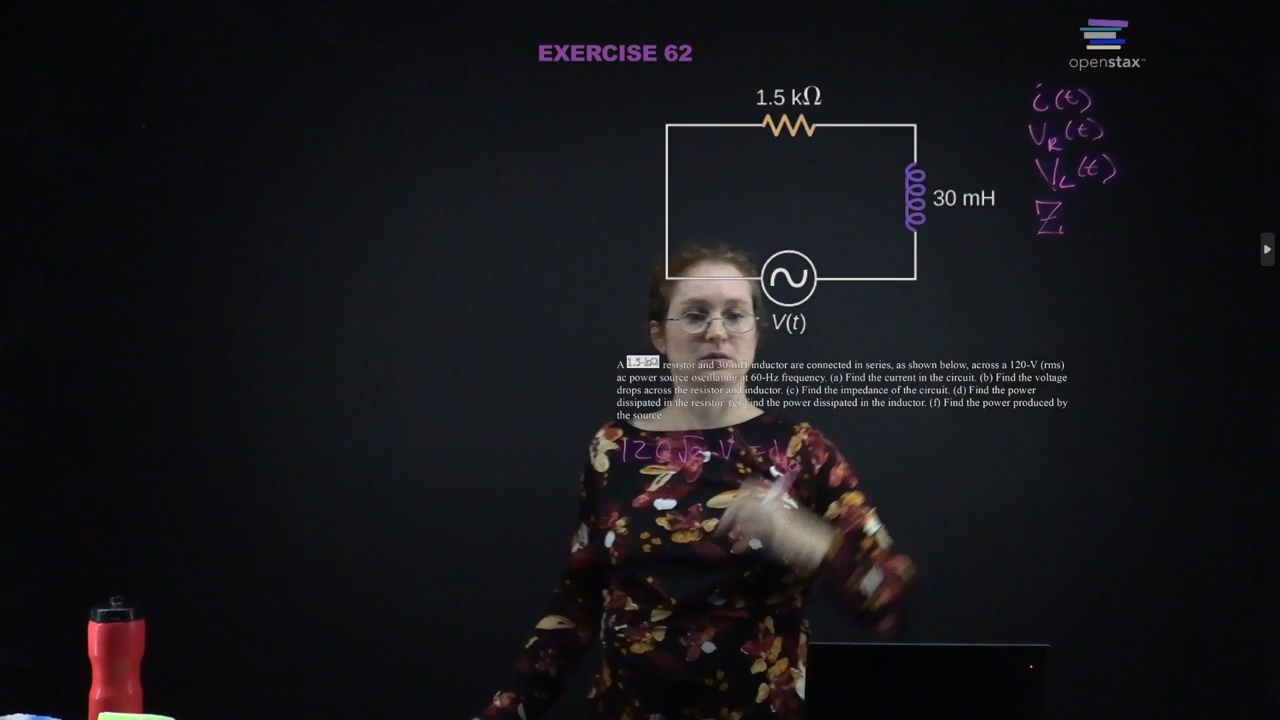 EXERCISE 62
openstax™
1.5 kΩ
30 mH
V(t)
i(t)
V_R(t)
V_L(t)
Z
A 1.5-kΩ resistor and 30-mH inductor are connected in series, as shown below, across a 120-V (rms)
ac power source oscillating at 60-Hz frequency. (a) Find the current in the circuit. (b) Find the voltage
drops across the resistor and inductor. (c) Find the impedance of the circuit. (d) Find the power
dissipated in the resistor. (e) Find the power dissipated in the inductor. (f) Find the power produced by
the source
120√2 V =